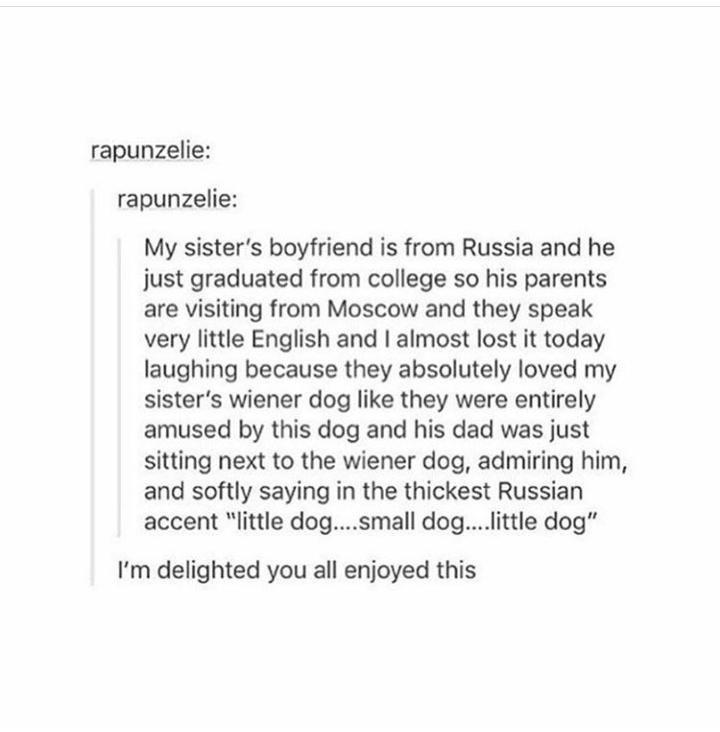 rapunzelie:
rapunzelie:
My sister's boyfriend is from Russia and he
just graduated from college so his parents
are visiting from Moscow and they speak
very little English and I almost lost it today
laughing because they absolutely loved my
sister's wiener dog like they were entirely
amused by this dog and his dad was just
sitting next to the wiener dog, admiring him,
and softly saying in the thickest Russian
accent "little dog....small dog....little dog"
I'm delighted you all enjoyed this